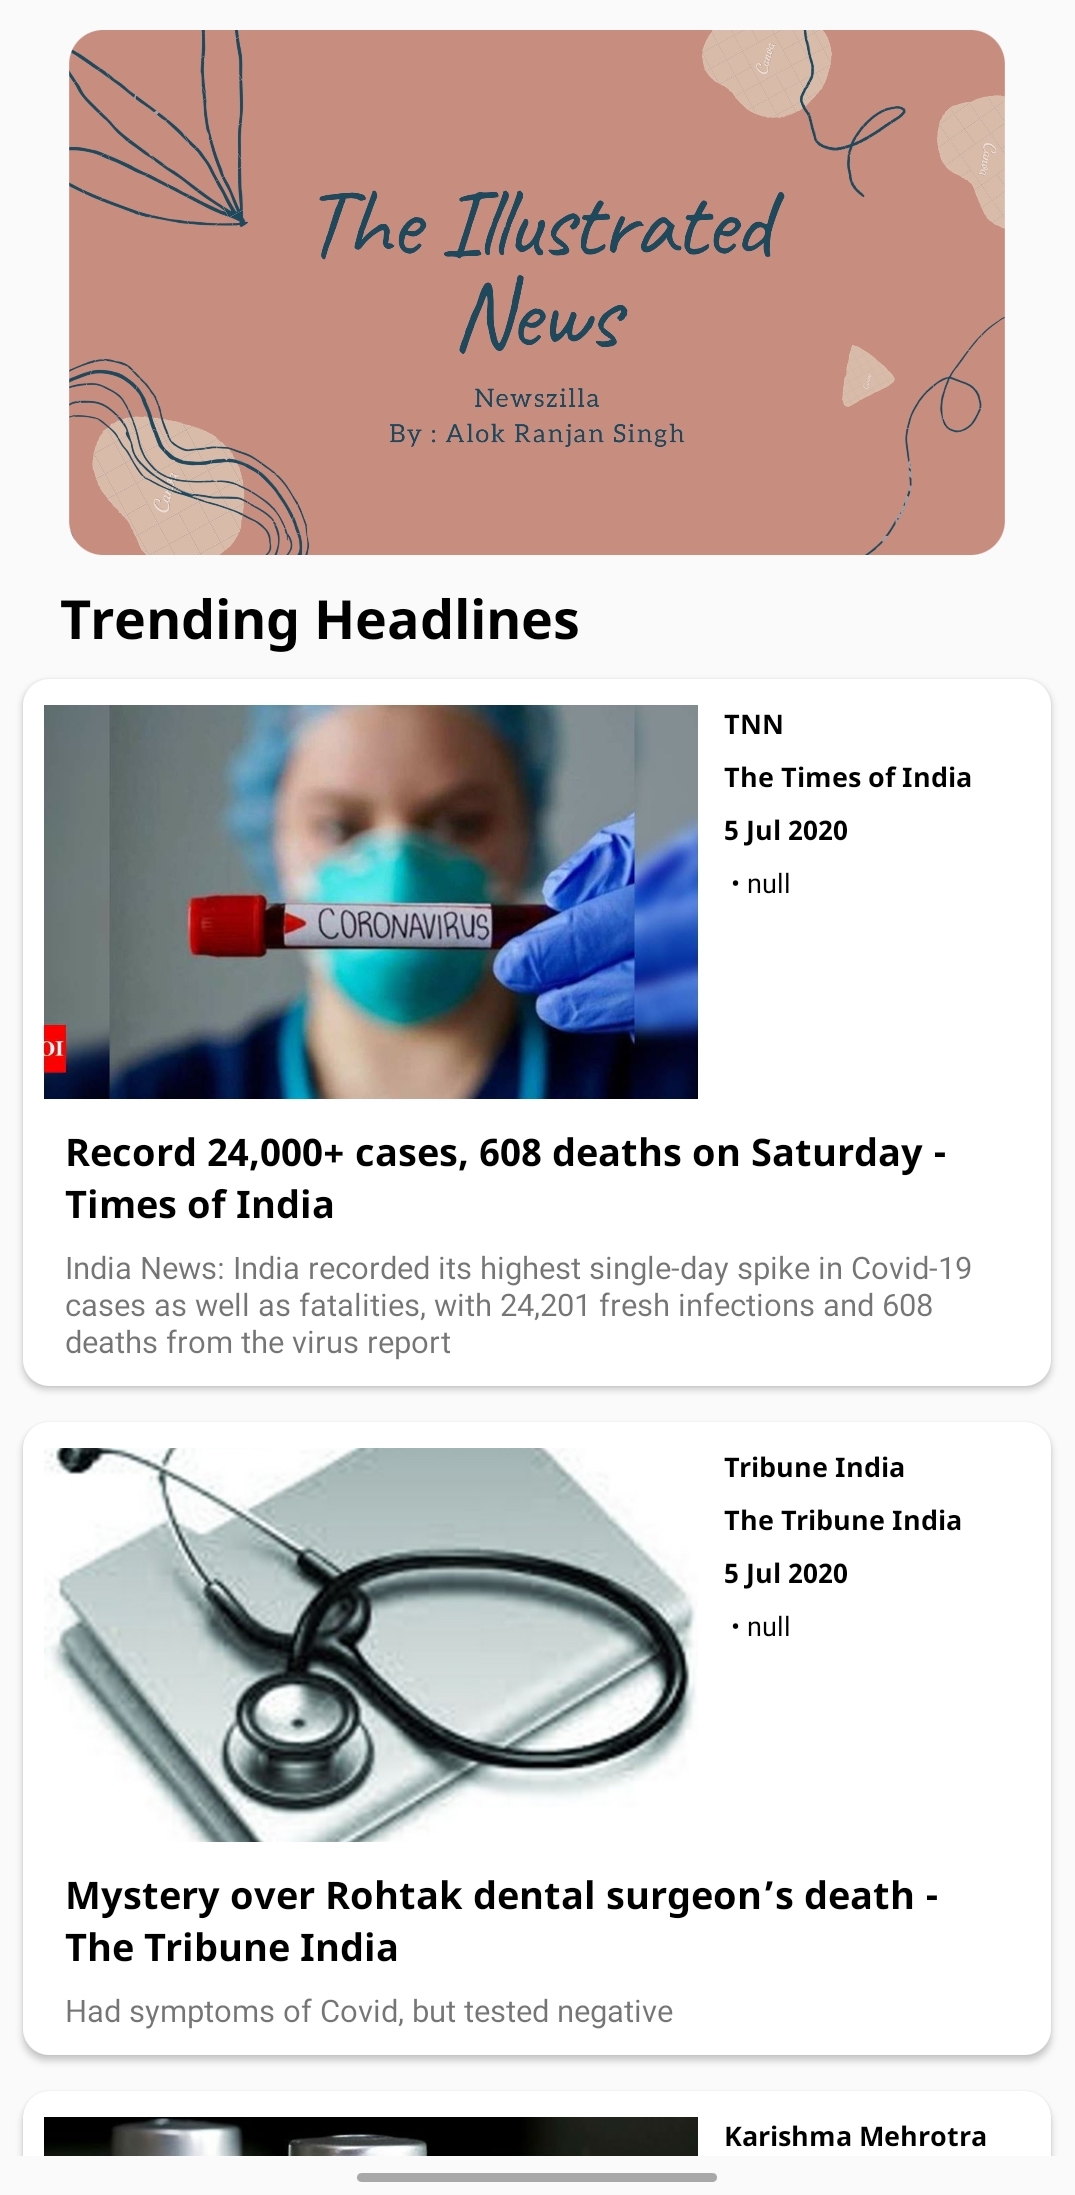 Canva
Canva
The Illustrated
News
Newszilla
By : Alok Ranjan Singh
Trending Headlines
TNN
The Times of India
5 Jul 2020
• null
CORONAVIRUS
OI
Record 24,000+ cases, 608 deaths on Saturday -
Times of India
India News: India recorded its highest single-day spike in Covid-19
cases as well as fatalities, with 24,201 fresh infections and 608
deaths from the virus report
Tribune India
The Tribune India
5 Jul 2020
• null
Mystery over Rohtak dental surgeon’s death -
The Tribune India
Had symptoms of Covid, but tested negative
Karishma Mehrotra